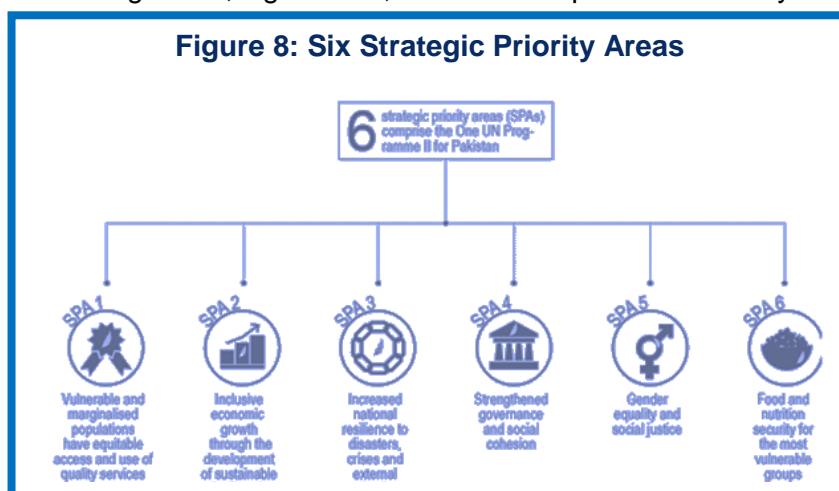 Figure 8: Six Strategic Priority Areas
6 strategic priority areas (SPAs)
comprise the One UN Prog-
ramme II for Pakistan
SPA 1
Vulnerable and
marginalised
populations
have equitable
access and use of
quality services
SPA 2
Inclusive
economic
growth
through the
development
of sustainable
SPA 3
Increased
national
resilience to
disasters,
crises and
external
SPA 4
Strengthened
governance
and social
cohesion
SPA 5
Gender
equality and
social justice
SPA 6
Food and
nutrition
security for
the most
vulnerable
groups